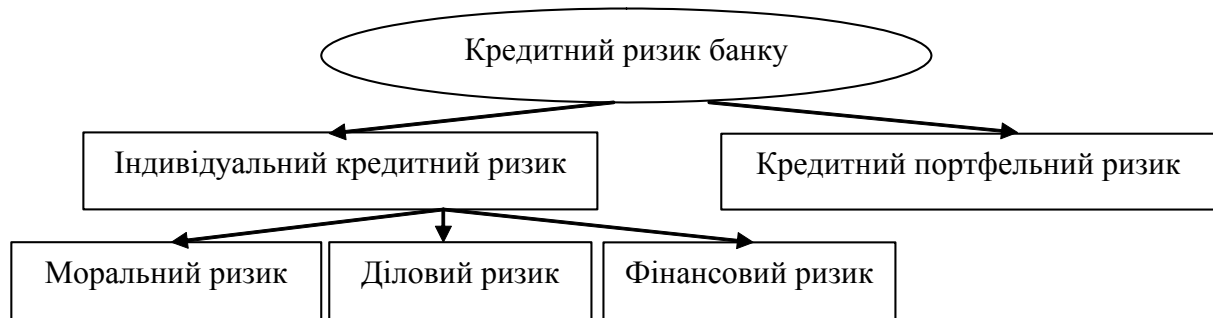 Кредитний ризик банку
Індивідуальний кредитний ризик
Кредитний портфельний ризик
Моральний ризик
Діловий ризик
Фінансовий ризик